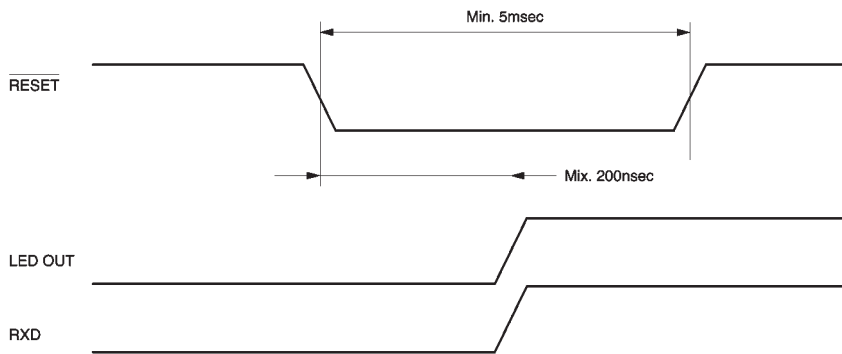 Min. 5msec
RESET
Mix. 200nsec
LED OUT
RXD